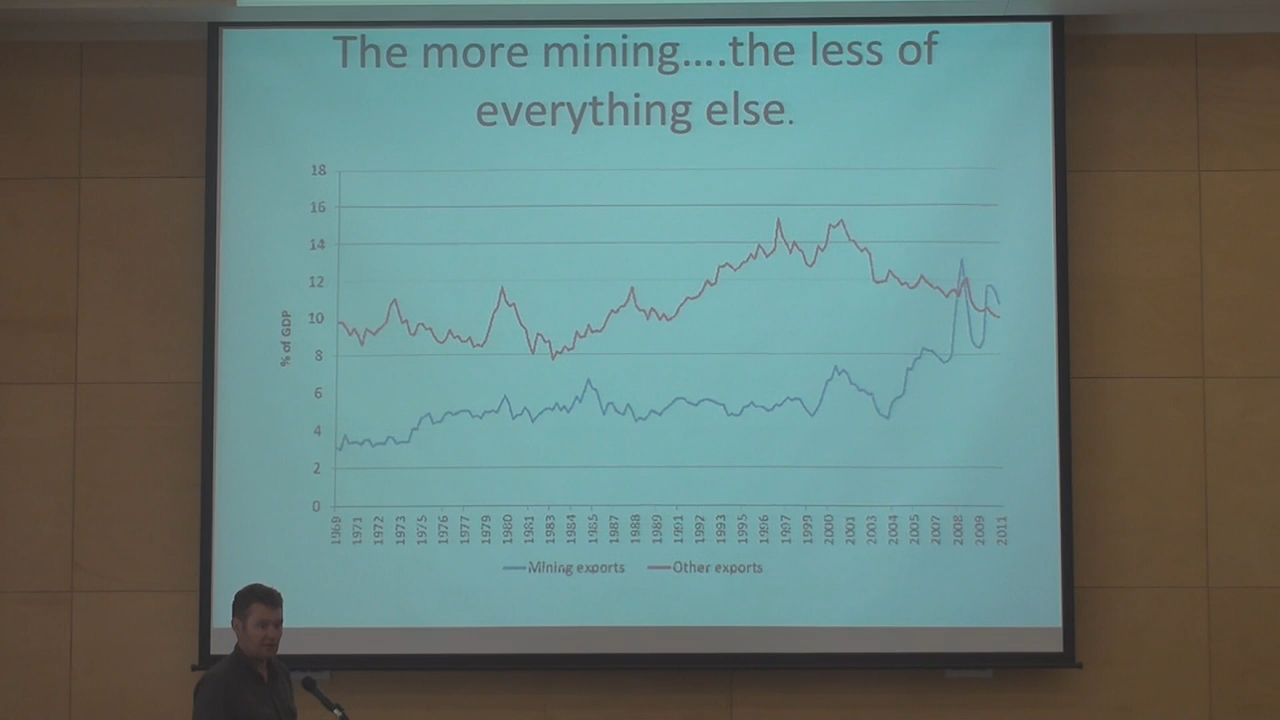 The more mining....the less of
everything else.
18
16
14
12
10
8
6
4
2
0
% of GDP
1969 1971 1972 1973 1975 1976 1977 1979 1980 1981 1983 1984 1985 1987 1988 1989 1991 1992 1993 1995 1996 1997 1999 2000 2001 2003 2004 2005 2007 2008 2009 2011
Mining exports Other exports